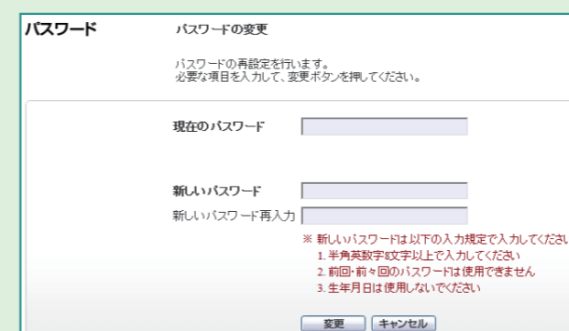 パスワード
パスワードの変更
パスワードの再設定を行います。
必要な項目を入力して、変更ボタンを押してください。
現在のパスワード
新しいパスワード
新しいパスワード再入力
※ 新しいパスワードは以下の入力規定で入力してくださ
1. 半角英数字8文字以上で入力してください
2. 前回・前々回のパスワードは使用できません
3. 生年月日は使用しないでください
変更 キャンセル